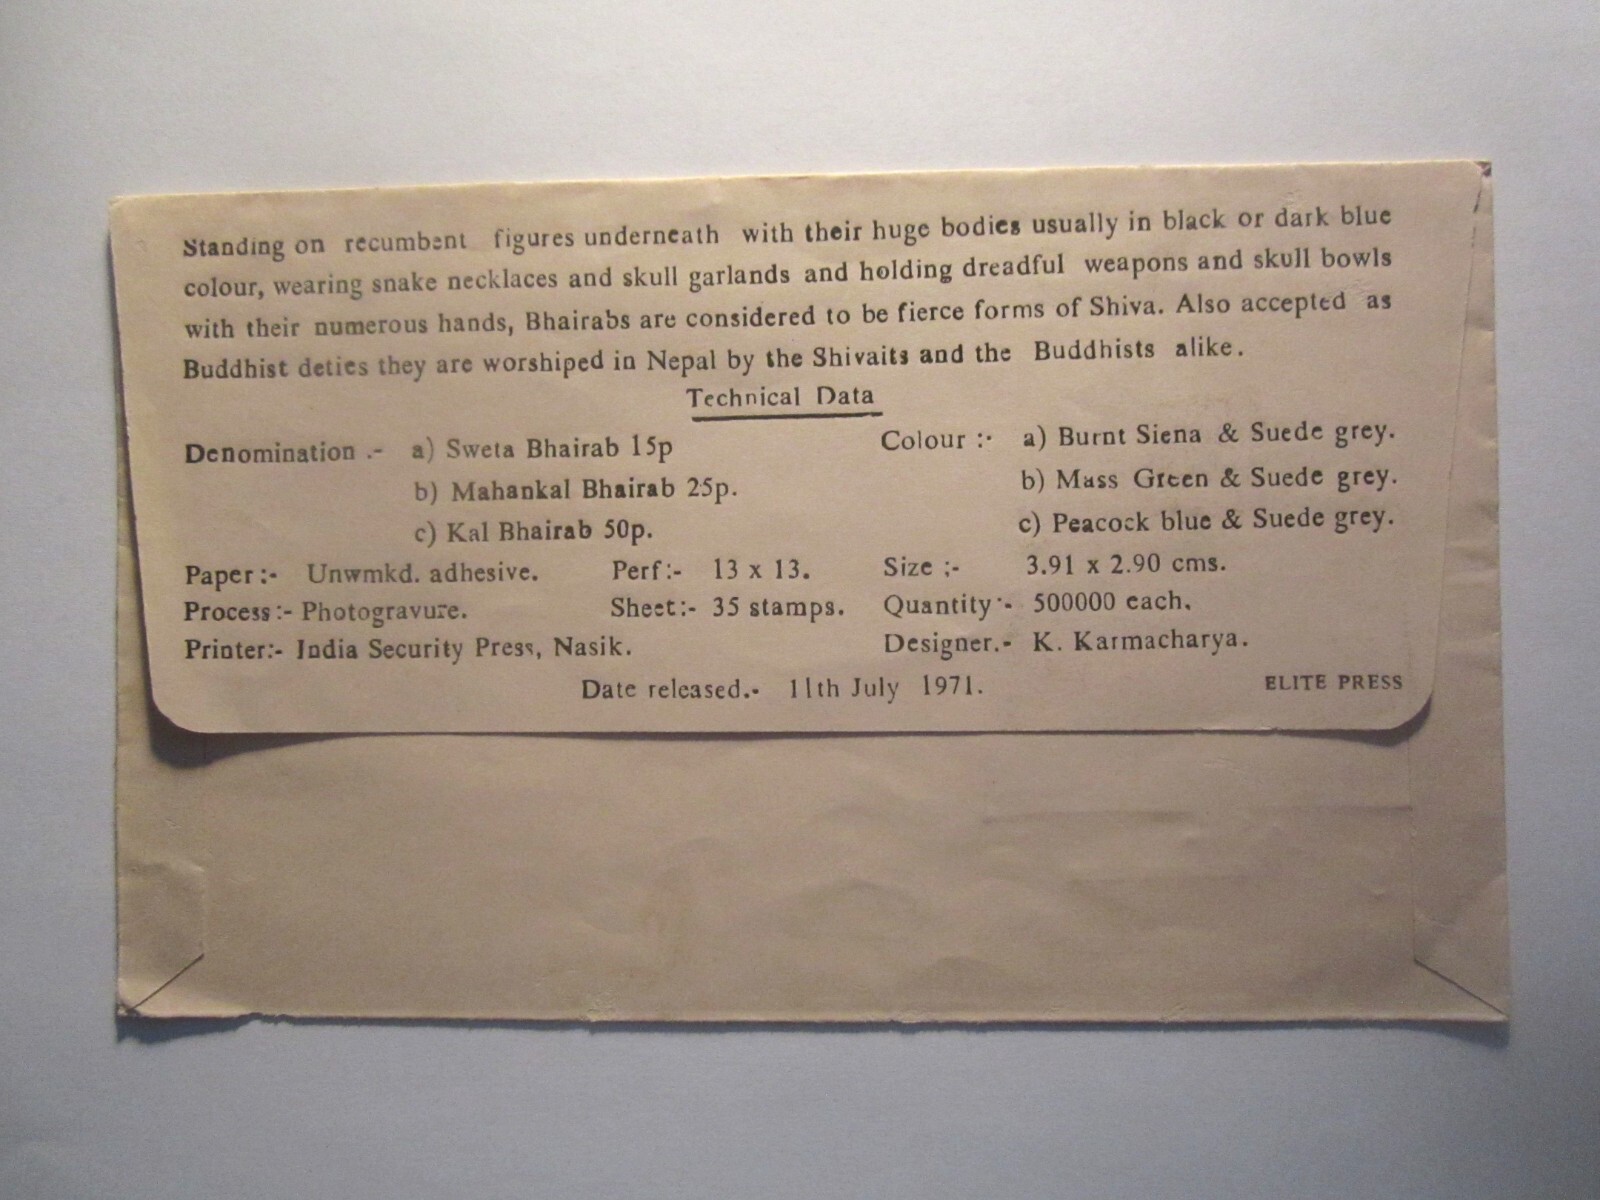 Standing on recumbent figures underneath with their huge bodies usually in black or dark blue
colour, wearing snake necklaces and skull garlands and holding dreadful weapons and skull bowls
with their numerous hands, Bhairabs are considered to be fierce forms of Shiva. Also accepted as
Buddhist deties they are worshiped in Nepal by the Shivaits and the Buddhists alike.
Technical Data
Denomination :- a) Sweta Bhairab 15p Colour :- a) Burnt Siena & Suede grey.
b) Mahankal Bhairab 25p. b) Mass Green & Suede grey.
c) Kal Bhairab 50p. c) Peacock blue & Suede grey.
Paper :- Unwmkd. adhesive. Perf:- 13 x 13. Size :- 3.91 x 2.90 cms.
Process :- Photogravure. Sheet:- 35 stamps. Quantity :- 500000 each.
Printer:- India Security Press, Nasik. Designer.- K. Karmacharya.
Date released.- 11th July 1971. ELITE PRESS